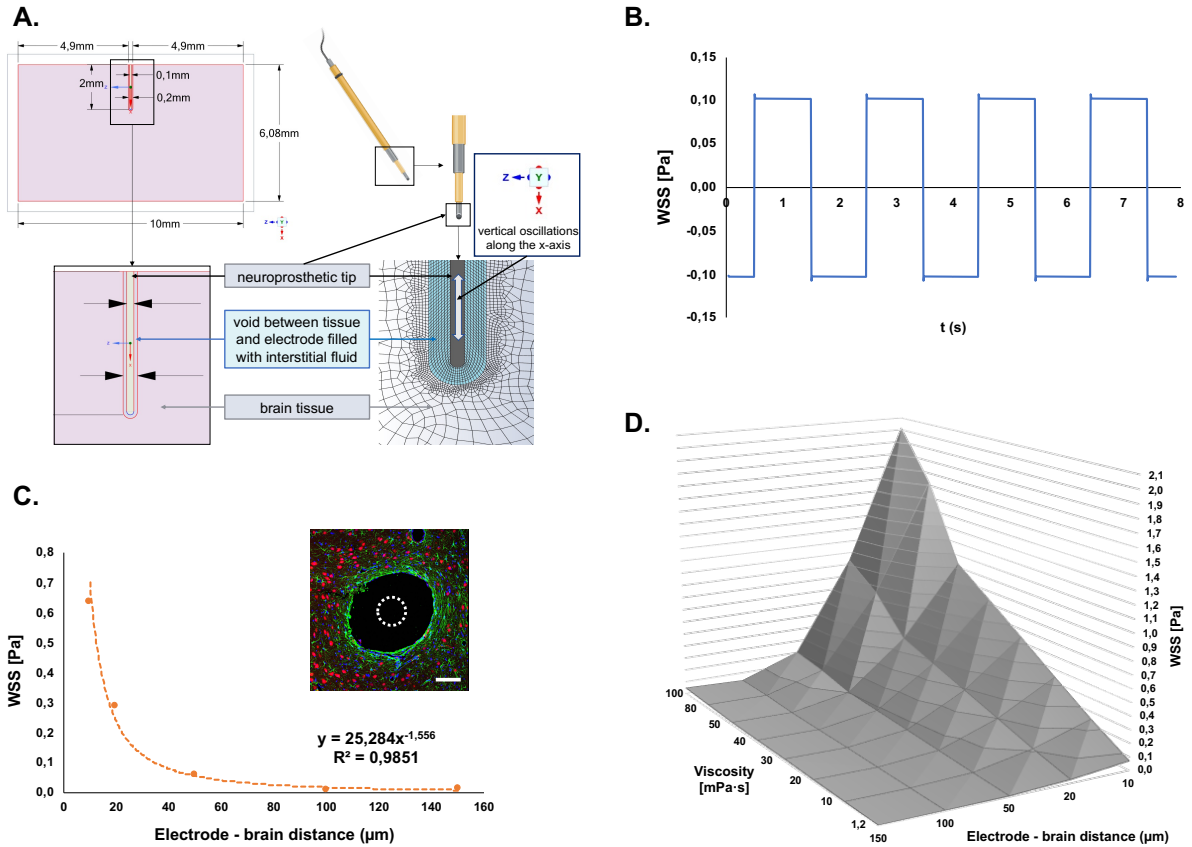 A.
4,9mm
4,9mm
2mm
0,1mm
0,2mm
z
6,08mm
10mm
Z
Y
X
Z
Y
X
vertical oscillations
along the x-axis
neuroprosthetic tip
void between tissue
and electrode filled
with interstitial fluid
brain tissue
z
x
B.
0,15
0,10
0,05
0,00
-0,05
-0,10
-0,15
WSS [Pa]
0
1
2
3
4
5
6
7
8
t (s)
C.
0,8
0,7
0,6
0,5
0,4
0,3
0,2
0,1
0,0
WSS [Pa]
0
20
40
60
80
100
120
140
160
Electrode - brain distance (µm)
y = 25,284x-1,556
R² = 0,9851
D.
2,1
2,0
1,9
1,8
1,7
1,6
1,5
1,4
1,3
1,2
1,1
1,0
0,9
0,8
0,7
0,6
0,5
0,4
0,3
0,2
0,1
0,0
WSS [Pa]
100
80
50
40
30
20
10
1,2
Viscosity
[mPa·s]
150
100
50
20
10
Electrode - brain distance (µm)